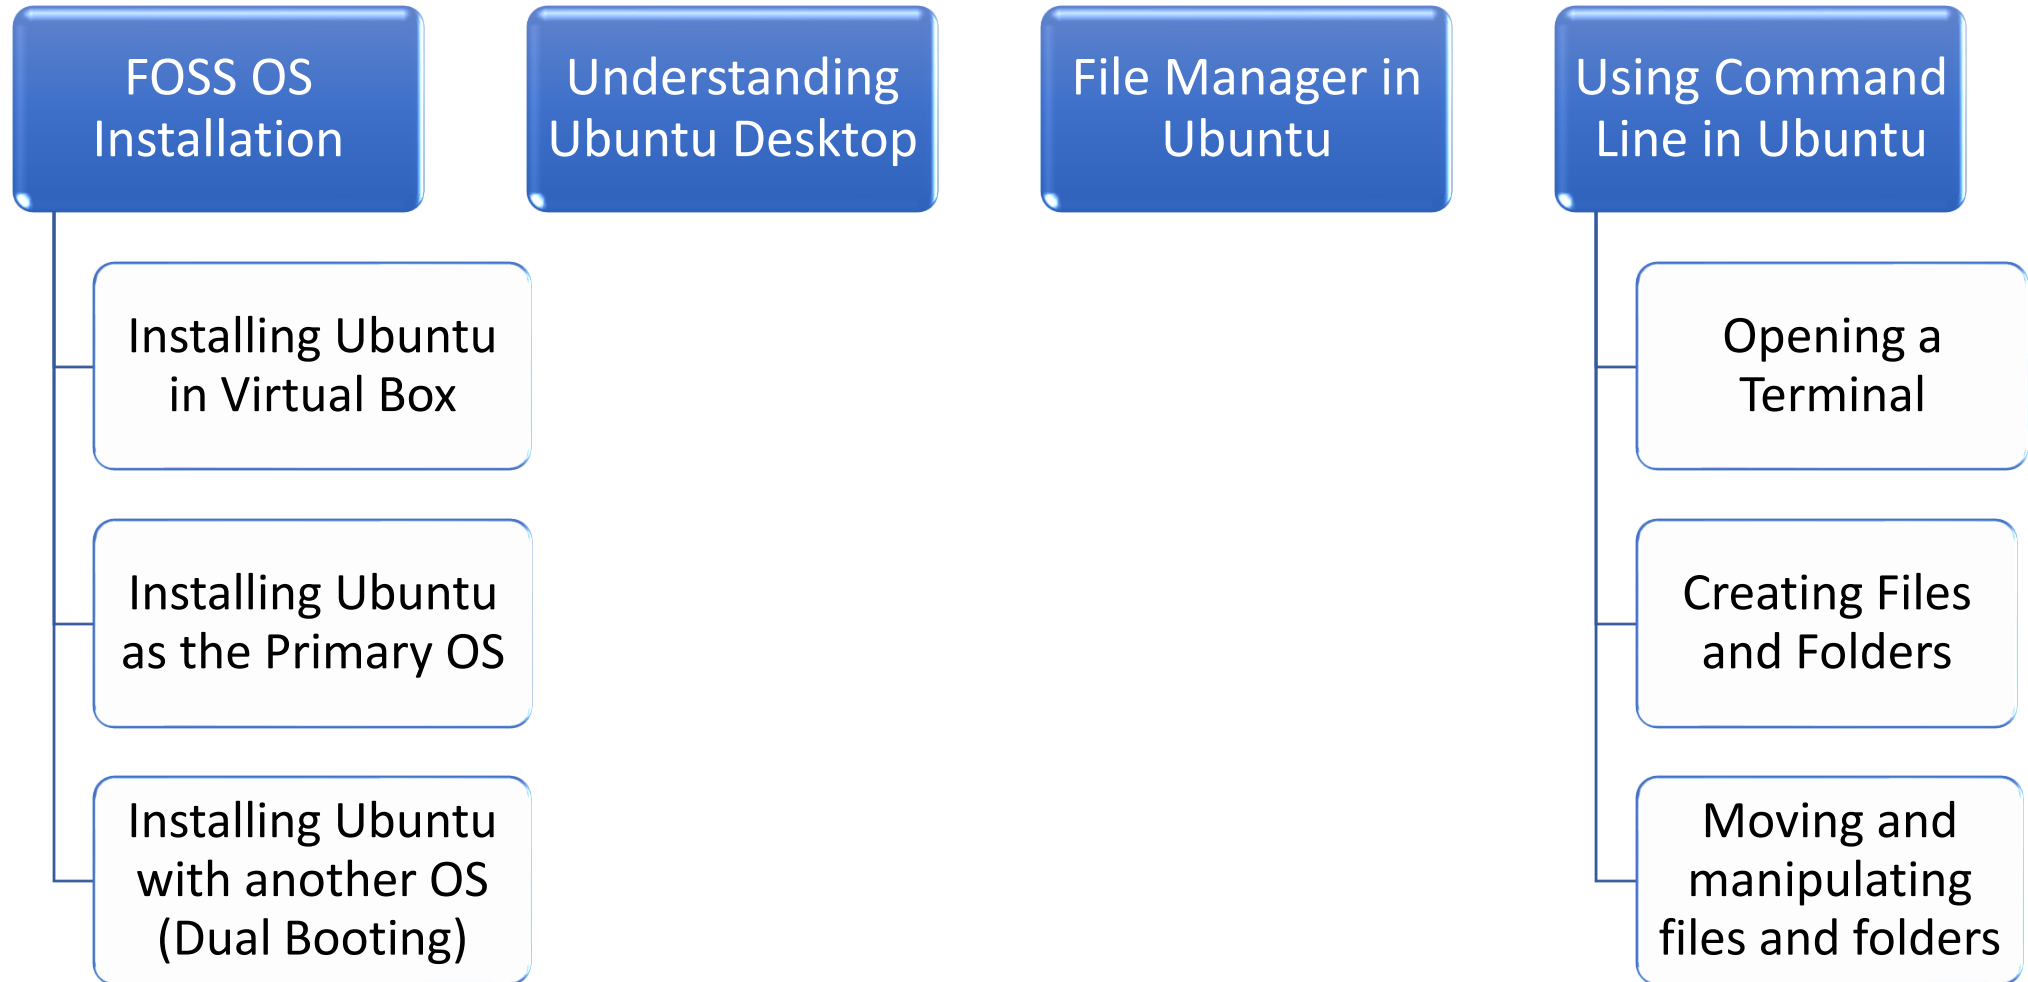 FOSS OS
Installation
Installing Ubuntu
in Virtual Box
Installing Ubuntu
as the Primary OS
Installing Ubuntu
with another OS
(Dual Booting)
Understanding
Ubuntu Desktop
File Manager in
Ubuntu
Using Command
Line in Ubuntu
Opening a
Terminal
Creating Files
and Folders
Moving and
manipulating
files and folders